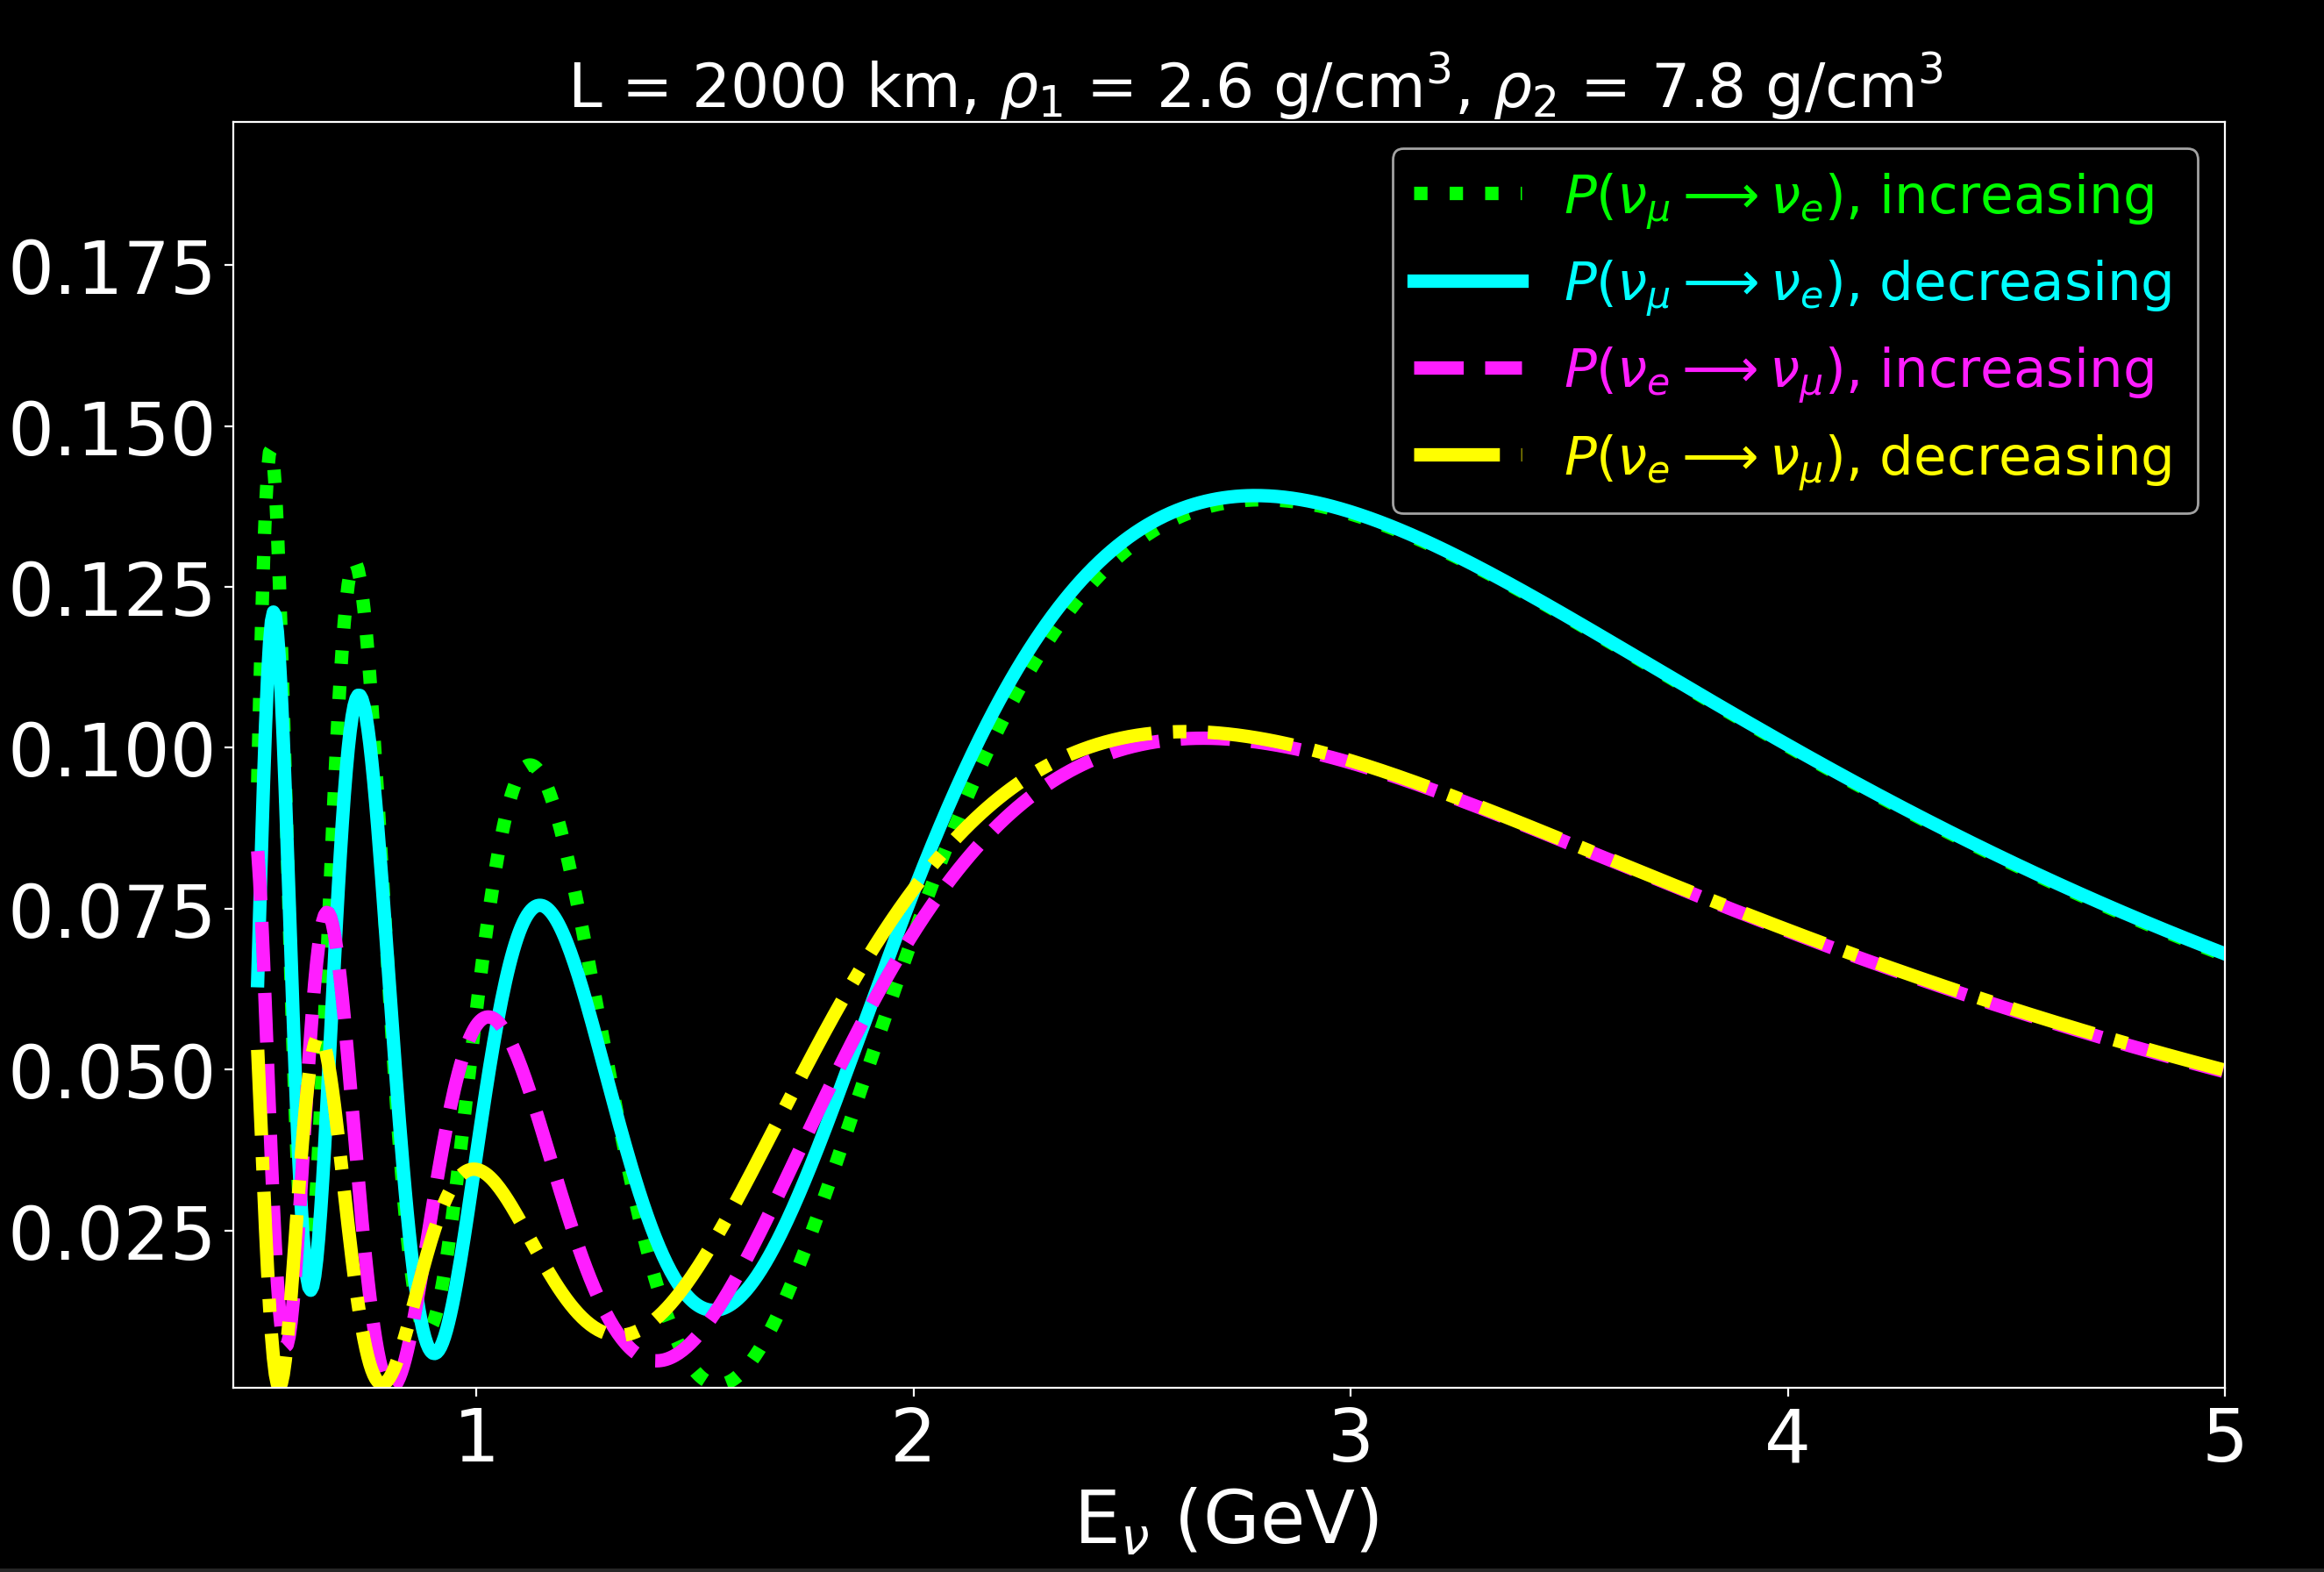 L = 2000 km, ρ₁ = 2.6 g/cm³, ρ₂ = 7.8 g/cm³
P(νμ ⟶ νe), increasing
P(νμ ⟶ νe), decreasing
P(νe ⟶ νμ), increasing
P(νe ⟶ νμ), decreasing
0.175
0.150
0.125
0.100
0.075
0.050
0.025
1 2 3 4 5
Eν (GeV)